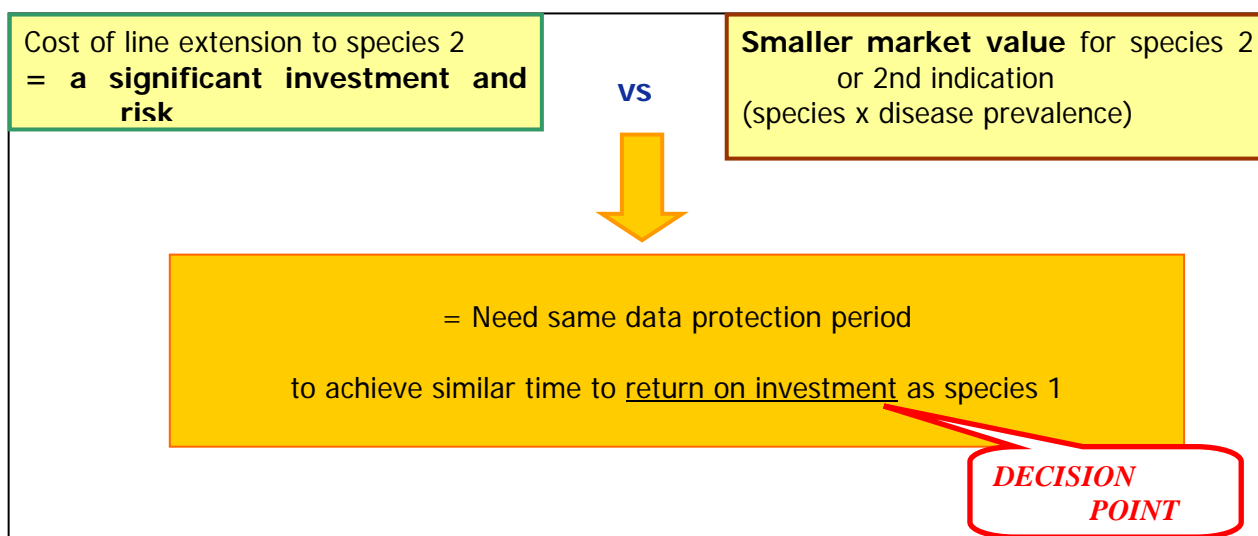 Cost of line extension to species 2
= a significant investment and
risk
vs
Smaller market value for species 2
or 2nd indication
(species x disease prevalence)
= Need same data protection period
to achieve similar time to return on investment as species 1
DECISION
POINT